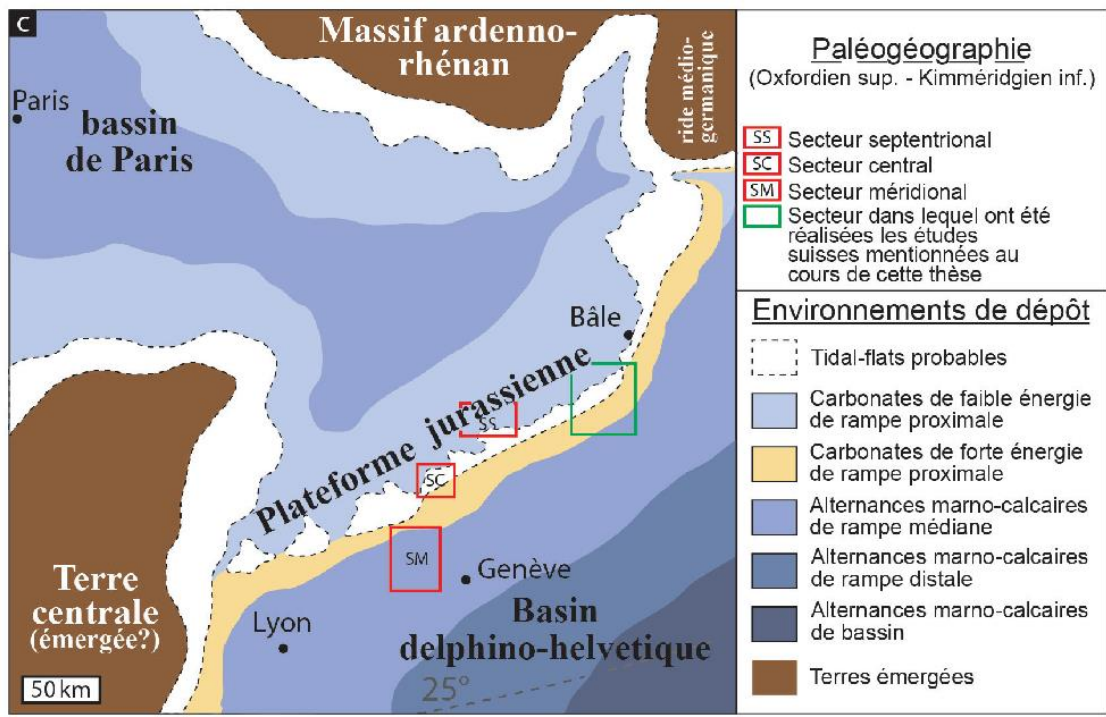 C
Massif ardenno-
rhénan
ride médio-
germanique
Paris
bassin
de Paris
Bâle
Plateforme jurassienne
SS
SC
SM
Genève
Terre
centrale
(émergée?)
Lyon
Basin
delphino-helvetique
25°
50 km
Paléogéographie
(Oxfordien sup. - Kimméridgien inf.)
SS Secteur septentrional
SC Secteur central
SM Secteur méridional
Secteur dans lequel ont été
réalisées les études
suisses mentionnées au
cours de cette thèse
Environnements de dépôt
Tidal-flats probables
Carbonates de faible énergie
de rampe proximale
Carbonates de forte énergie
de rampe proximale
Alternances marno-calcaires
de rampe médiane
Alternances marno-calcaires
de rampe distale
Alternances marno-calcaires
de bassin
Terres émergées